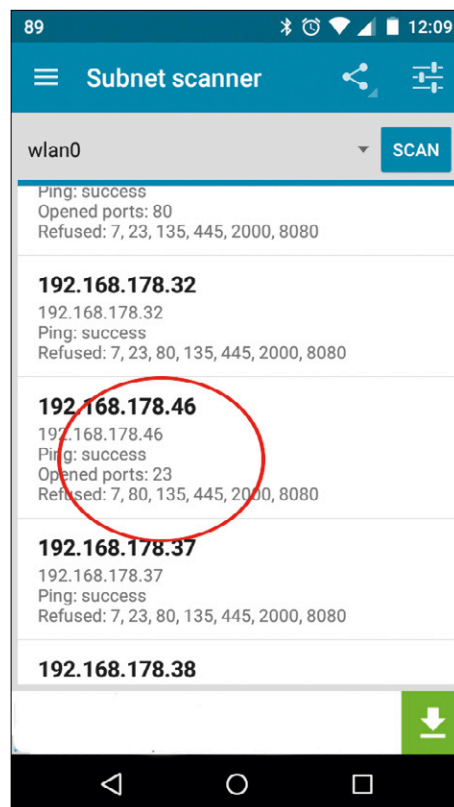 89 12:09
Subnet scanner
wlan0 SCAN
Ping: success
Opened ports: 80
Refused: 7, 23, 135, 445, 2000, 8080
192.168.178.32
192.168.178.32
Ping: success
Refused: 7, 23, 80, 135, 445, 2000, 8080
192.168.178.46
192.168.178.46
Ping: success
Opened ports: 23
Refused: 7, 80, 135, 445, 2000, 8080
192.168.178.37
192.168.178.37
Ping: success
Refused: 7, 23, 80, 135, 445, 2000, 8080
192.168.178.38